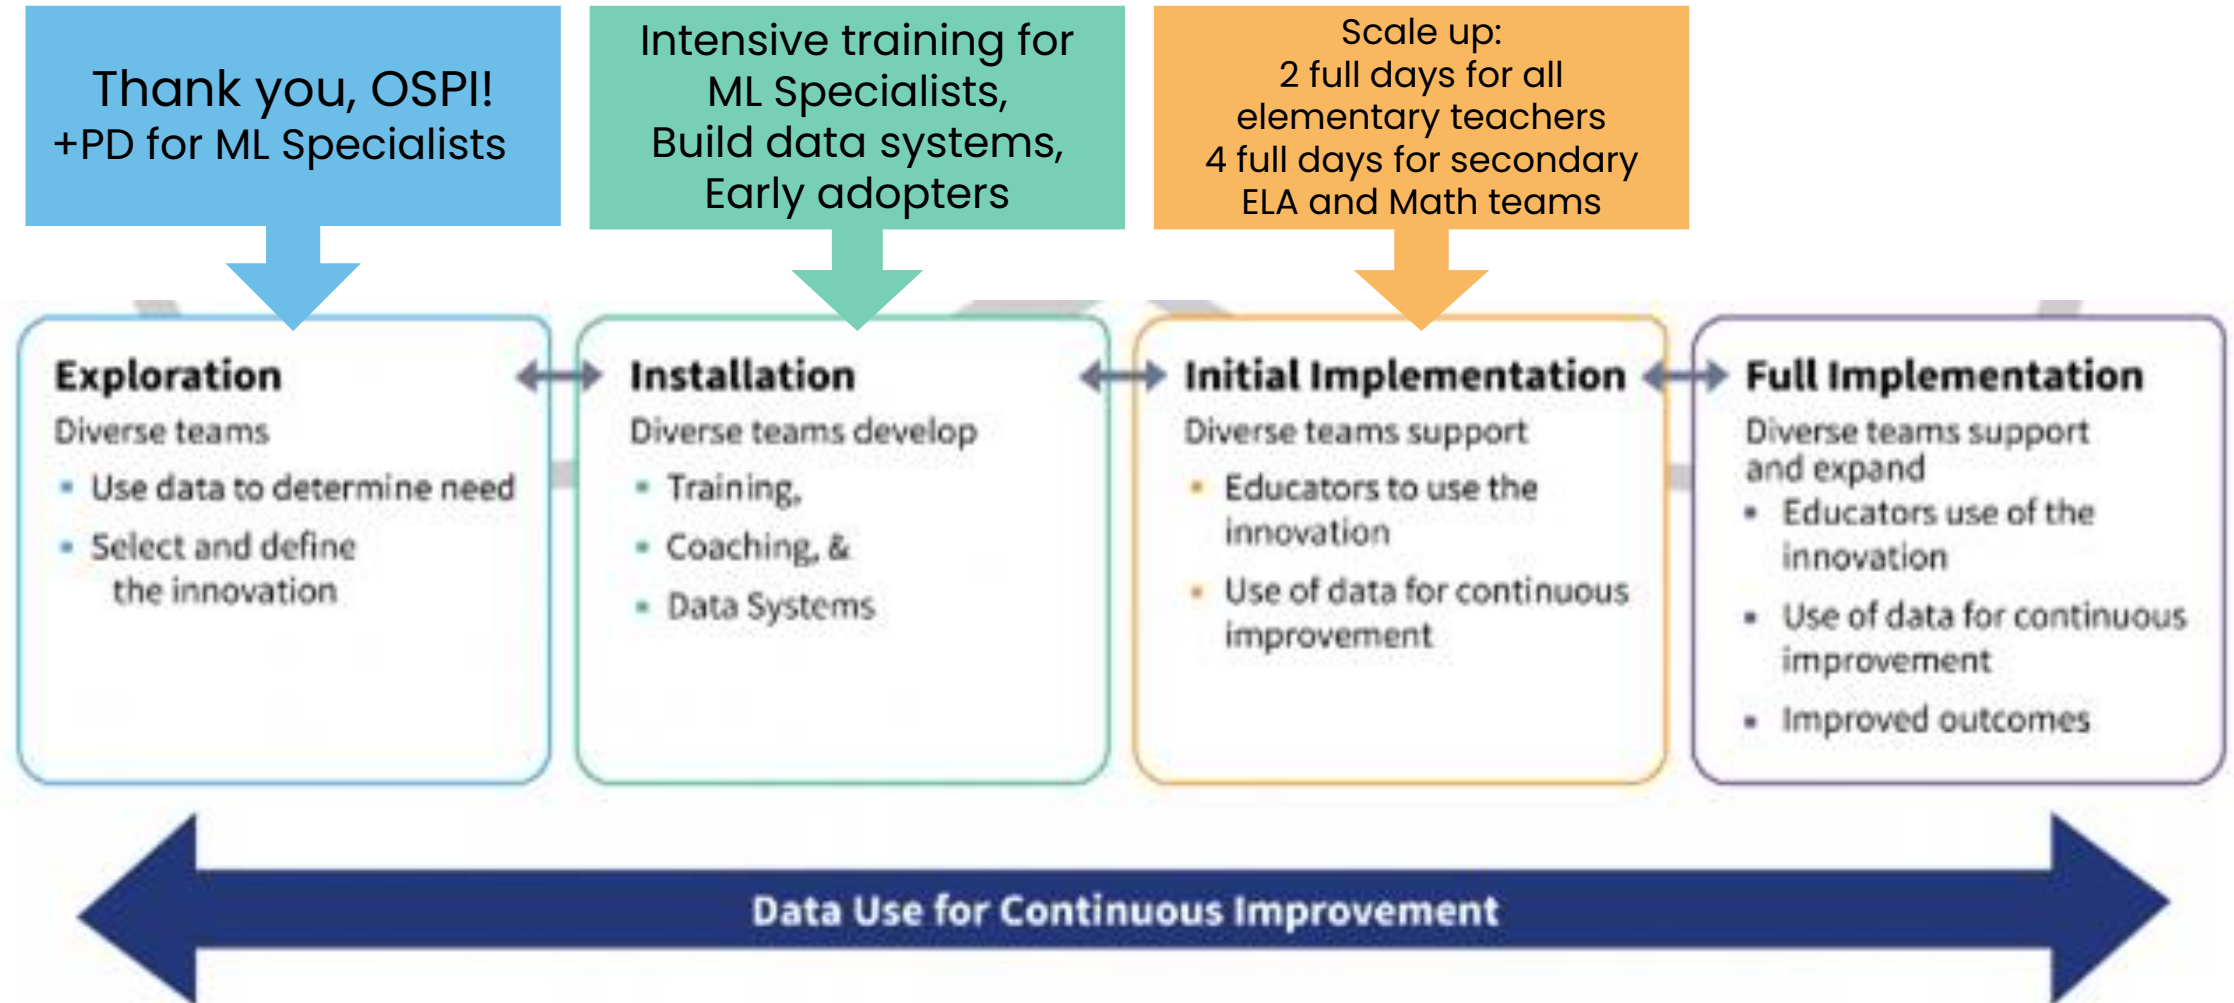 Thank you, OSPI!
+PD for ML Specialists
Intensive training for
ML Specialists,
Build data systems,
Early adopters
Scale up:
2 full days for all
elementary teachers
4 full days for secondary
ELA and Math teams
Exploration
Diverse teams
▪ Use data to determine need
▪ Select and define
the innovation
Installation
Diverse teams develop
▪ Training,
▪ Coaching, &
▪ Data Systems
Initial Implementation
Diverse teams support
▪ Educators to use the
innovation
▪ Use of data for continuous
improvement
Full Implementation
Diverse teams support
and expand
▪ Educators use of the
innovation
▪ Use of data for continuous
improvement
▪ Improved outcomes
Data Use for Continuous Improvement